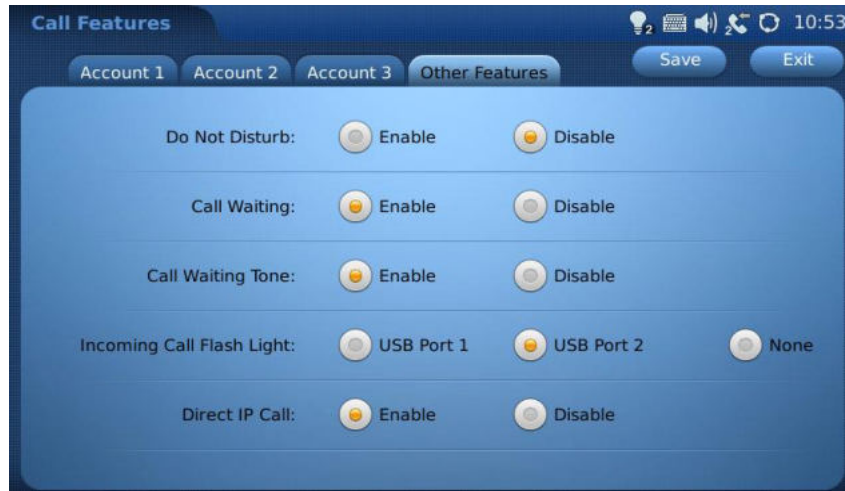 Call Features
2 2 10:53
Account 1 Account 2 Account 3 Other Features Save Exit
Do Not Disturb: Enable Disable
Call Waiting: Enable Disable
Call Waiting Tone: Enable Disable
Incoming Call Flash Light: USB Port 1 USB Port 2 None
Direct IP Call: Enable Disable